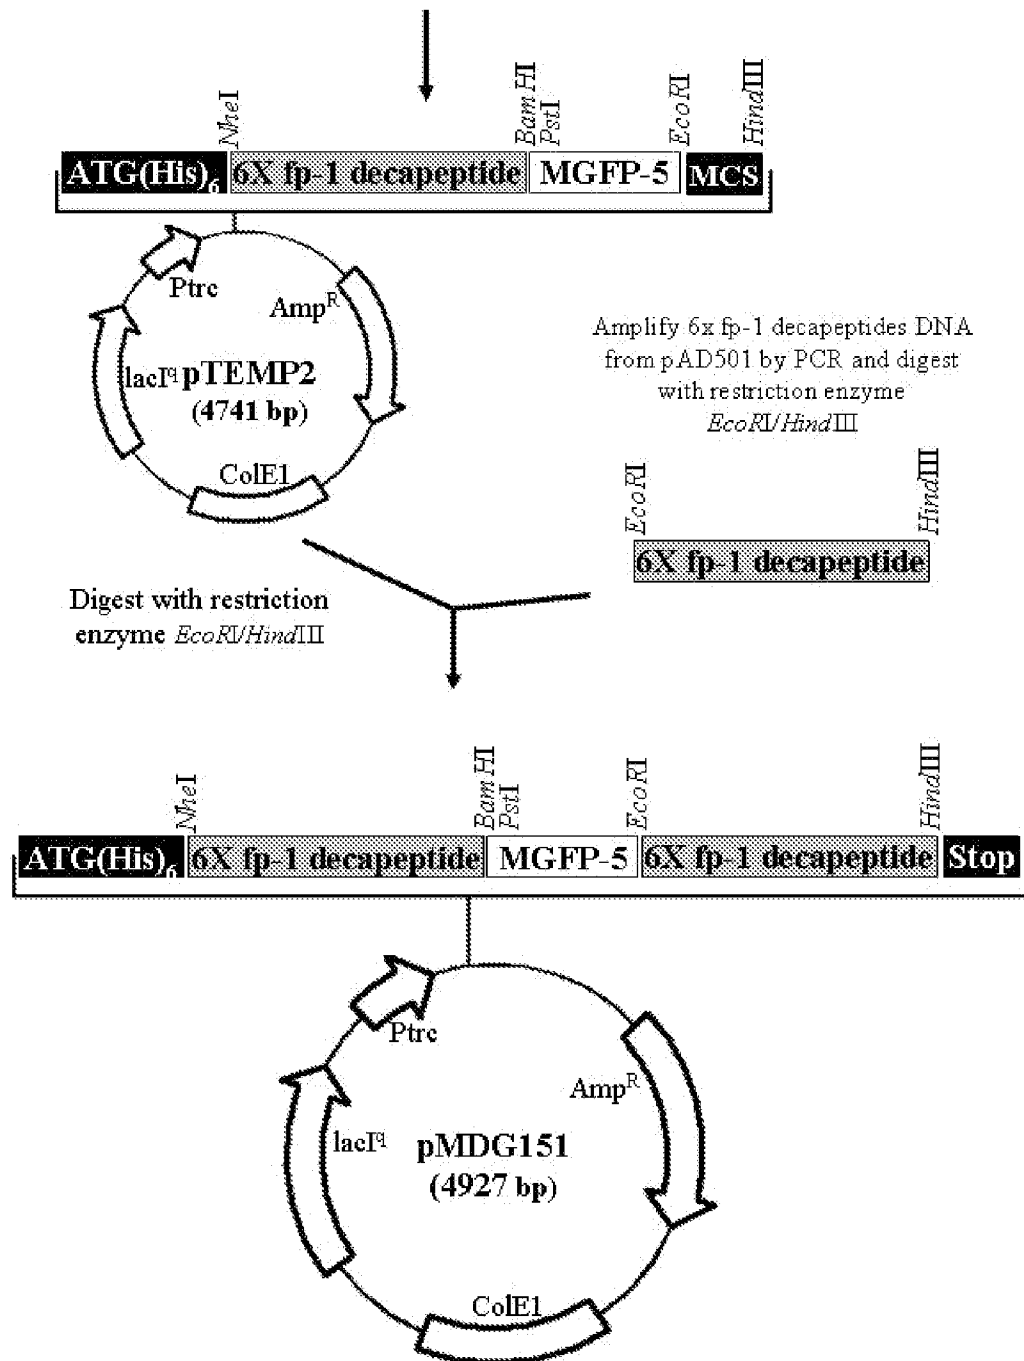 NheI
BamHI
PstI
EcoRI
HindIII
ATG(His)6
6X fp-1 decapeptide
MGFP-5
MCS
Ptrc
AmpR
lacIq
pTEMP2
(4741 bp)
ColE1
Amplify 6x fp-1 decapeptides DNA
from pAD501 by PCR and digest
with restriction enzyme
EcoRI/HindIII
EcoRI
HindIII
6X fp-1 decapeptide
Digest with restriction
enzyme EcoRI/HindIII
NheI
BamHI
PstI
EcoRI
HindIII
ATG(His)6
6X fp-1 decapeptide
MGFP-5
6X fp-1 decapeptide
Stop
Ptrc
AmpR
lacIq
pMDG151
(4927 bp)
ColE1